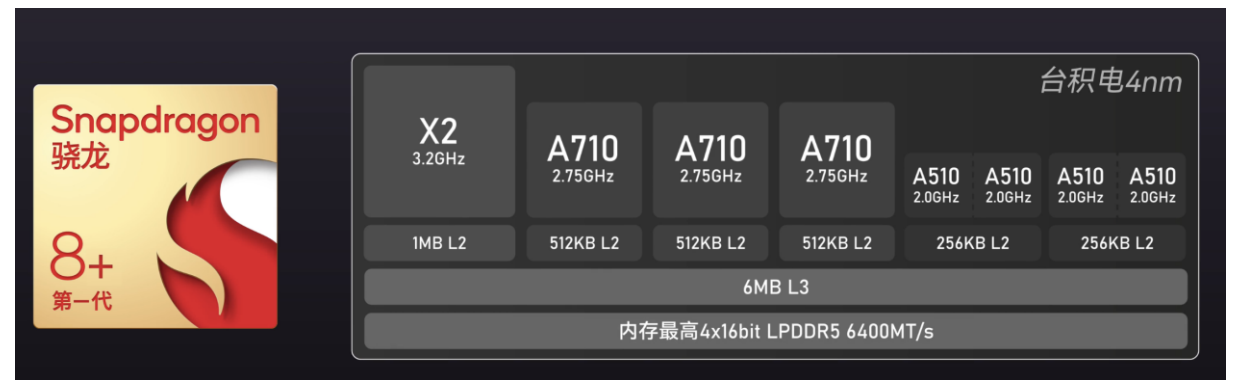 Snapdragon
骁龙
8+
第一代
台积电4nm
X2
3.2GHz
A710
2.75GHz
A710
2.75GHz
A710
2.75GHz
A510
2.0GHz
A510
2.0GHz
A510
2.0GHz
A510
2.0GHz
1MB L2
512KB L2
512KB L2
512KB L2
256KB L2
256KB L2
6MB L3
内存最高4x16bit LPDDR5 6400MT/s